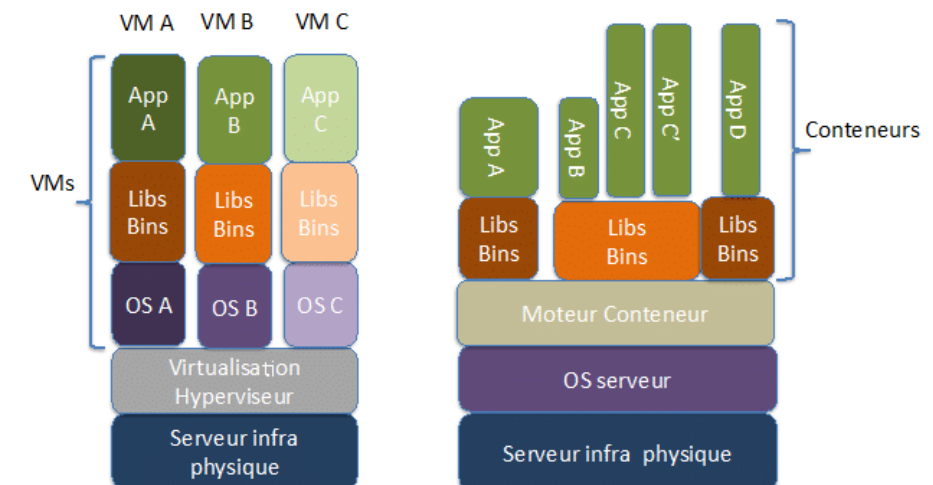 VM A
VM B
VM C
VMs
App
A
App
B
App
C
Libs
Bins
Libs
Bins
Libs
Bins
OS A
OS B
OS C
Virtualisation
Hyperviseur
Serveur infra
physique
App A
App B
App C
App C'
App D
Conteneurs
Libs
Bins
Libs
Bins
Libs
Bins
Moteur Conteneur
OS serveur
Serveur infra physique